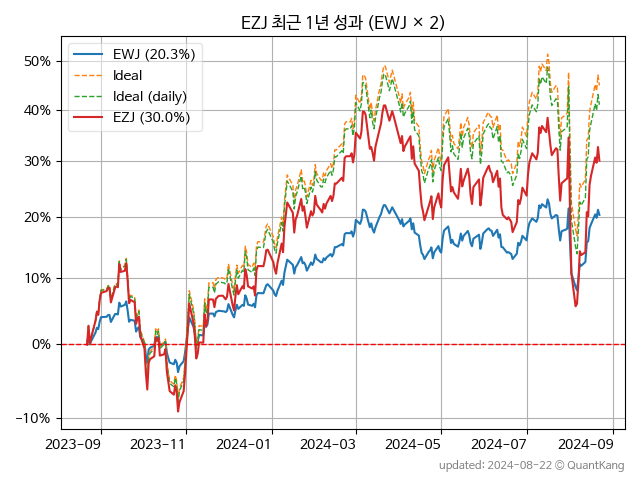 EZJ 최근 1년 성과 (EWJ × 2)
EWJ (20.3%)
Ideal
Ideal (daily)
EZJ (30.0%)
50%
40%
30%
20%
10%
0%
−10%
2023−09
2023−11
2024−01
2024−03
2024−05
2024−07
2024−09
updated: 2024-08-22 © QuantKang